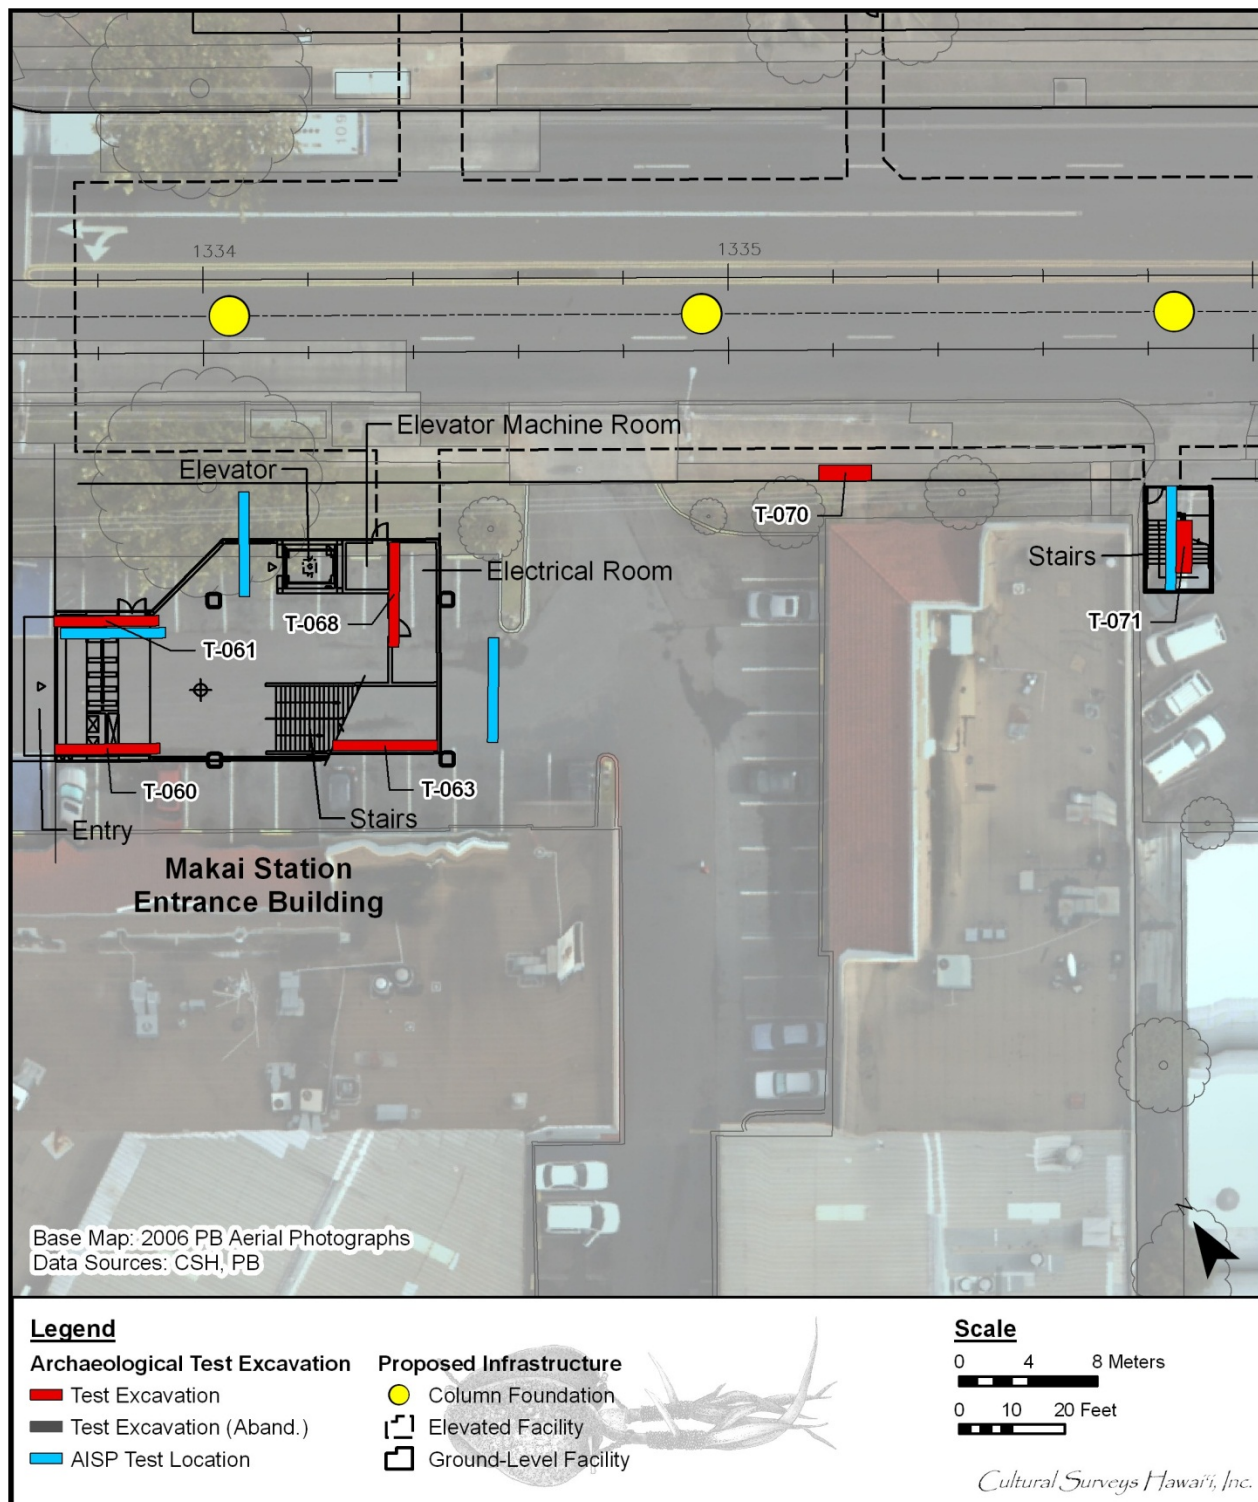 1334
1335
Elevator Machine Room
Elevator
T-070
Electrical Room
Stairs
T-068
T-071
T-061
T-060
T-063
Entry
Stairs
Makai Station
Entrance Building
N
Base Map: 2006 PB Aerial Photographs
Data Sources: CSH, PB
Legend
Archaeological Test Excavation
Test Excavation
Test Excavation (Aband.)
AISP Test Location
Proposed Infrastructure
Column Foundation
Elevated Facility
Ground-Level Facility
Scale
0 4 8 Meters
0 10 20 Feet
Cultural Surveys Hawai‘i, Inc.